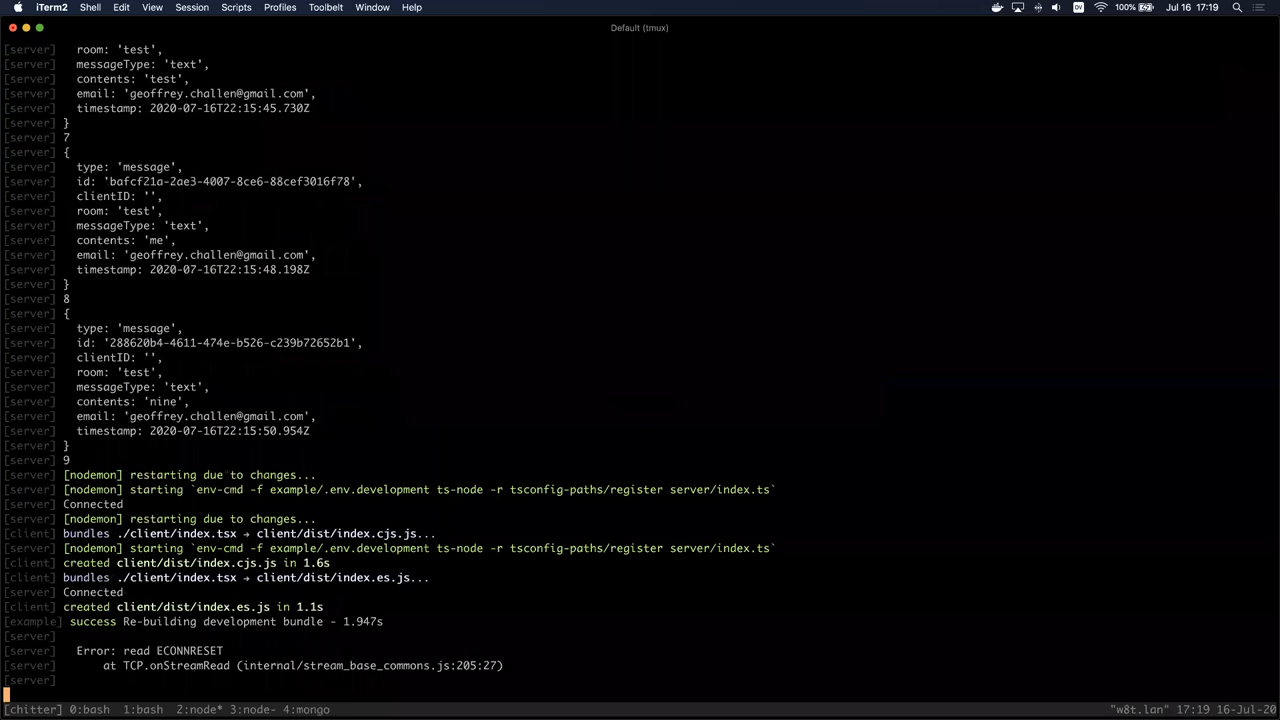 iTerm2 Shell Edit View Session Scripts Profiles Toolbelt Window Help 100% Jul 16 17:19
Default (tmux)
[server] room: 'test',
[server] messageType: 'text',
[server] contents: 'test',
[server] email: 'geoffrey.challen@gmail.com',
[server] timestamp: 2020-07-16T22:15:45.730Z
[server] }
[server] 7
[server] {
[server] type: 'message',
[server] id: 'bafcf21a-2ae3-4007-8ce6-88cef3016f78',
[server] clientID: '',
[server] room: 'test',
[server] messageType: 'text',
[server] contents: 'me',
[server] email: 'geoffrey.challen@gmail.com',
[server] timestamp: 2020-07-16T22:15:48.198Z
[server] }
[server] 8
[server] {
[server] type: 'message',
[server] id: '288620b4-4611-474e-b526-c239b72652b1',
[server] clientID: '',
[server] room: 'test',
[server] messageType: 'text',
[server] contents: 'nine',
[server] email: 'geoffrey.challen@gmail.com',
[server] timestamp: 2020-07-16T22:15:50.954Z
[server] }
[server] 9
[server] [nodemon] restarting due to changes...
[server] [nodemon] starting `env-cmd -f example/.env.development ts-node -r tsconfig-paths/register server/index.ts`
[server] Connected
[server] [nodemon] restarting due to changes...
[client] bundles ./client/index.tsx → client/dist/index.cjs.js...
[server] [nodemon] starting `env-cmd -f example/.env.development ts-node -r tsconfig-paths/register server/index.ts`
[client] created client/dist/index.cjs.js in 1.6s
[client] bundles ./client/index.tsx → client/dist/index.es.js...
[server] Connected
[client] created client/dist/index.es.js in 1.1s
[example] success Re-building development bundle - 1.947s
[server]
[server] Error: read ECONNRESET
[server] at TCP.onStreamRead (internal/stream_base_commons.js:205:27)
[server]
[chitter] 0:bash 1:bash 2:node* 3:node- 4:mongo "w8t.lan" 17:19 16-Jul-20